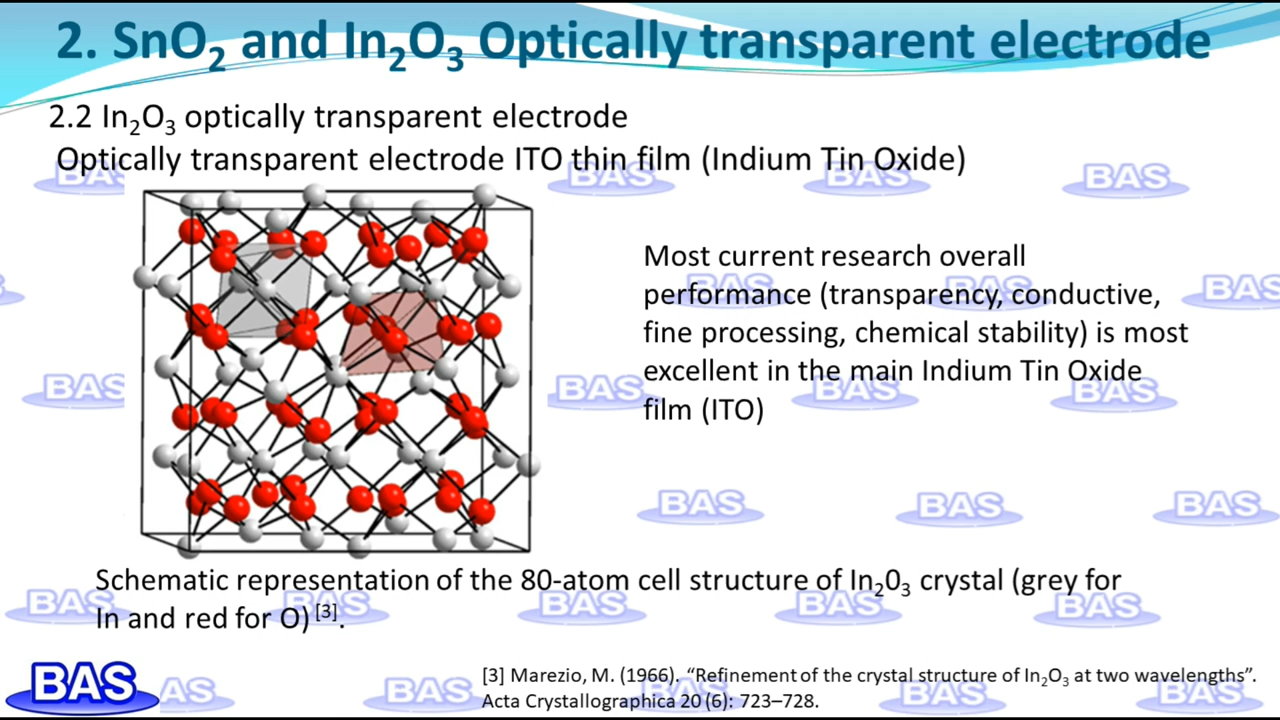 2. SnO₂ and In₂O₃ Optically transparent electrode
2.2 In₂O₃ optically transparent electrode
Optically transparent electrode ITO thin film (Indium Tin Oxide)
Most current research overall
performance (transparency, conductive,
fine processing, chemical stability) is most
excellent in the main Indium Tin Oxide
film (ITO)
Schematic representation of the 80-atom cell structure of In₂0₃ crystal (grey for
In and red for O) [3].
[3] Marezio, M. (1966). “Refinement of the crystal structure of In₂O₃ at two wavelengths”.
Acta Crystallographica 20 (6): 723–728.
BAS